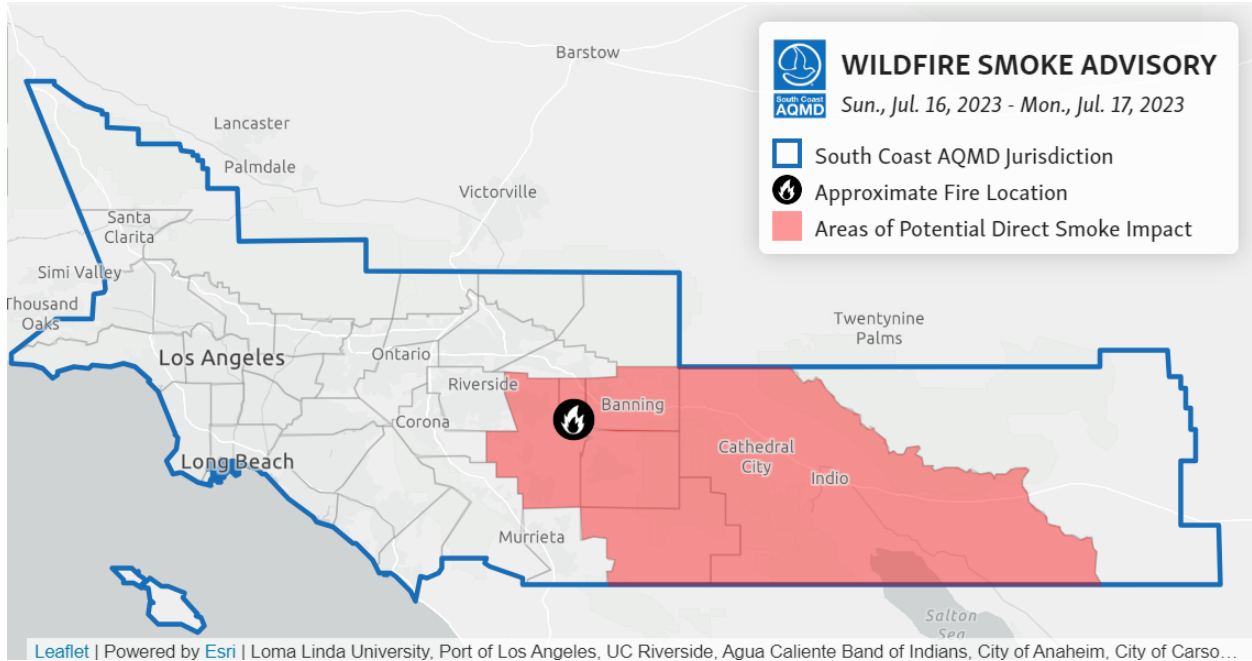 WILDFIRE SMOKE ADVISORY
South Coast
AQMD
Sun., Jul. 16, 2023 - Mon., Jul. 17, 2023
South Coast AQMD Jurisdiction
Approximate Fire Location
Areas of Potential Direct Smoke Impact
Barstow
Lancaster
Palmdale
Victorville
Santa
Clarita
Simi Valley
Thousand
Oaks
Twentynine
Palms
Los Angeles
Ontario
Riverside
Banning
Corona
Cathedral
City
Long Beach
Indio
Murrieta
Salton
Sea
Leaflet | Powered by Esri | Loma Linda University, Port of Los Angeles, UC Riverside, Agua Caliente Band of Indians, City of Anaheim, City of Carso...